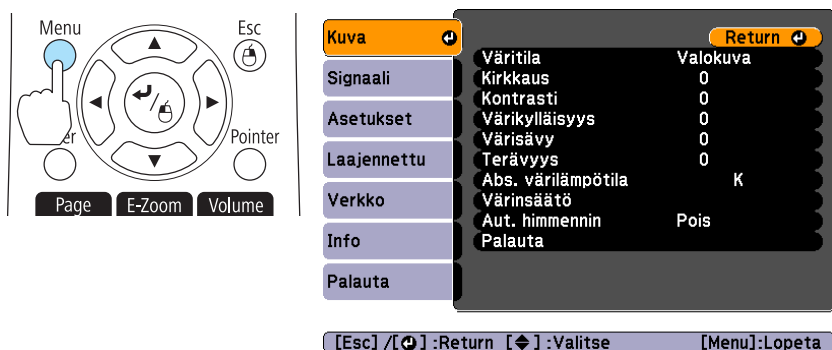 Menu
Esc
Pointer
Page E-Zoom Volume
Kuva
Signaali
Asetukset
Laajennettu
Verkko
Info
Palauta
Return
Väritila Valokuva
Kirkkaus 0
Kontrasti 0
Värikylläisyys 0
Värisävy 0
Terävyys 0
Abs. värilämpötila K
Värinsäätö
Aut. himmennin Pois
Palauta
[Esc] /[ ] :Return [ ] :Valitse [Menu]:Lopeta